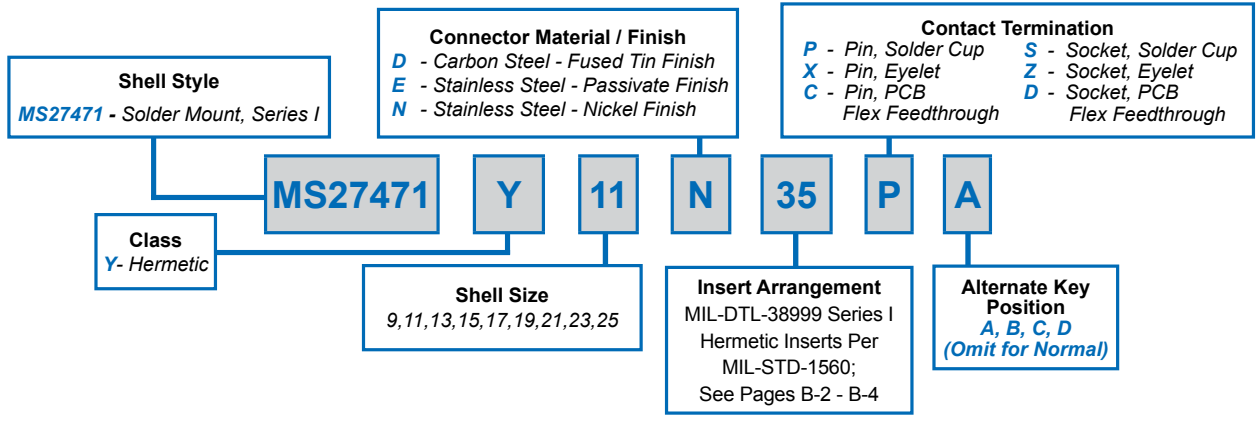 Shell Style
MS27471 - Solder Mount, Series I
Connector Material / Finish
D - Carbon Steel - Fused Tin Finish
E - Stainless Steel - Passivate Finish
N - Stainless Steel - Nickel Finish
Contact Termination
P - Pin, Solder Cup
X - Pin, Eyelet
C - Pin, PCB
Flex Feedthrough
S - Socket, Solder Cup
Z - Socket, Eyelet
D - Socket, PCB
Flex Feedthrough
MS27471 Y 11 N 35 P A
Class
Y- Hermetic
Shell Size
9,11,13,15,17,19,21,23,25
Insert Arrangement
MIL-DTL-38999 Series I
Hermetic Inserts Per
MIL-STD-1560;
See Pages B-2 - B-4
Alternate Key
Position
A, B, C, D
(Omit for Normal)